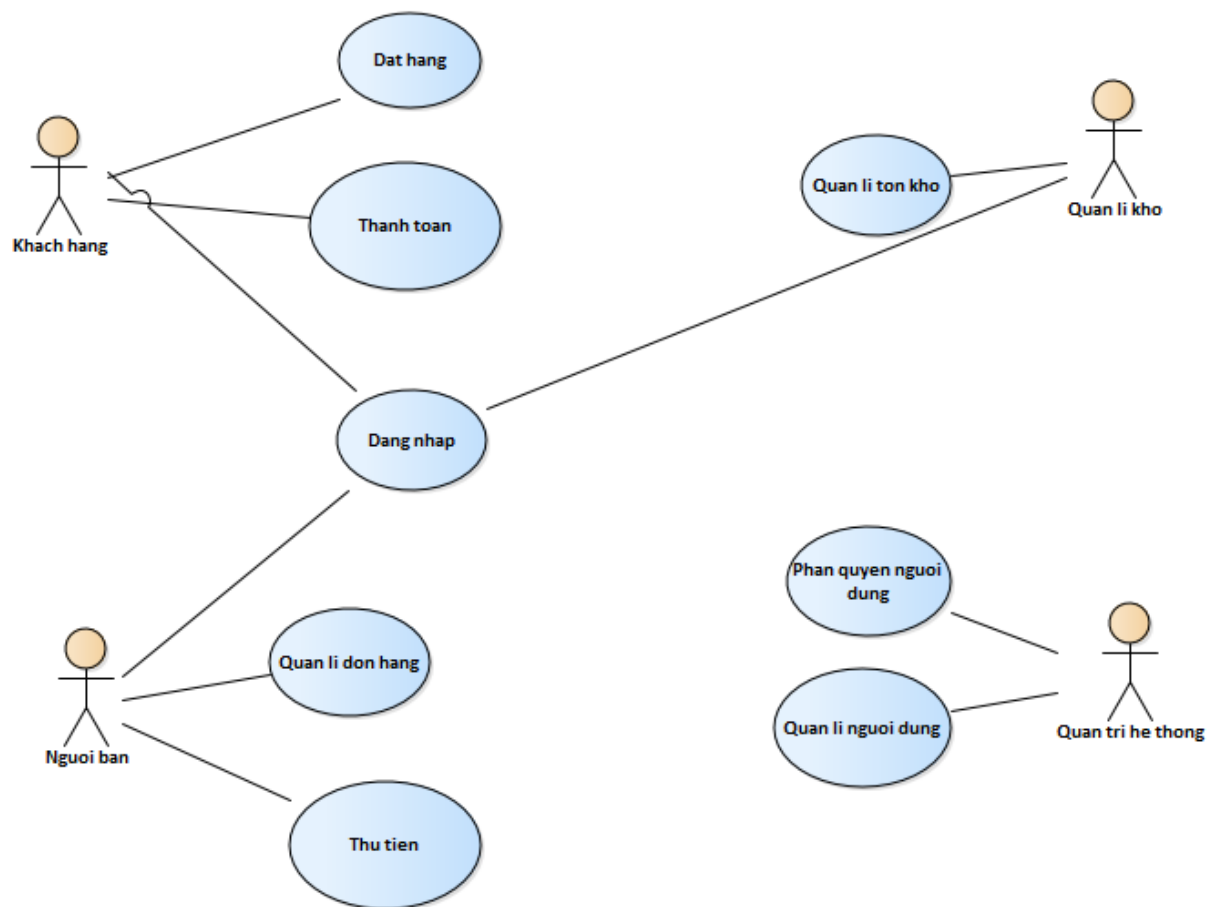 Dat hang
Thanh toan
Khach hang
Quan li ton kho
Quan li kho
Dang nhap
Phan quyen nguoi
dung
Quan li don hang
Nguoi ban
Quan li nguoi dung
Quan tri he thong
Thu tien